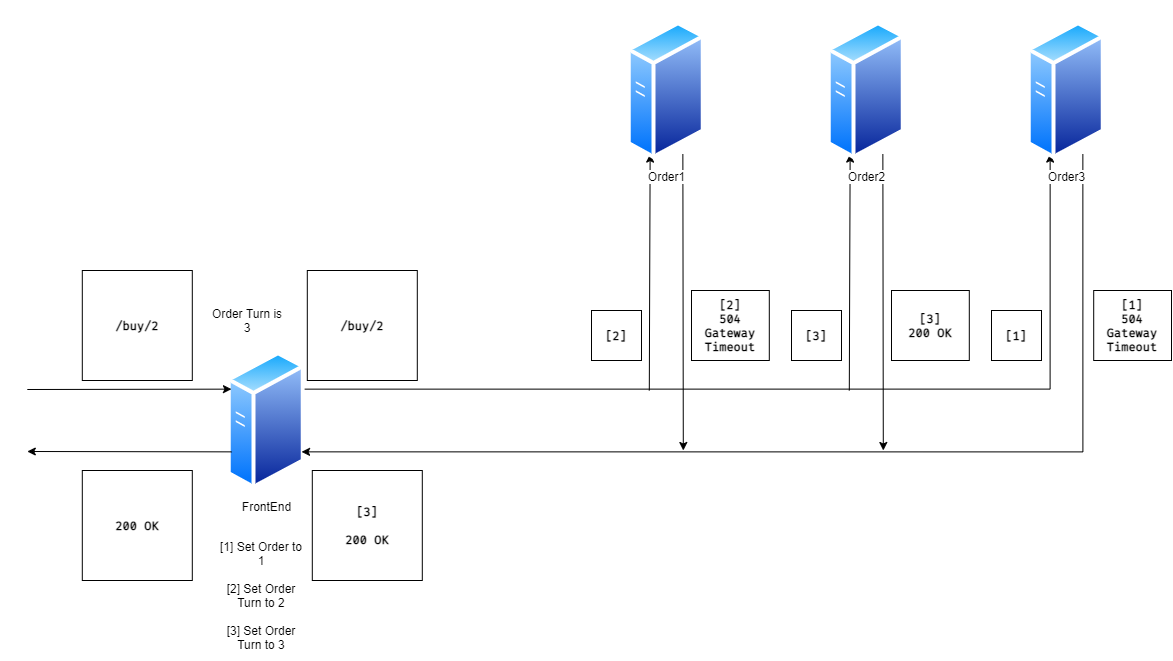 Order1
Order2
Order3
/buy/2
Order Turn is
3
/buy/2
[2]
[2]
504
Gateway
Timeout
[3]
[3]
200 OK
[1]
[1]
504
Gateway
Timeout
200 OK
FrontEnd
[3]
200 OK
[1] Set Order to
1
[2] Set Order
Turn to 2
[3] Set Order
Turn to 3